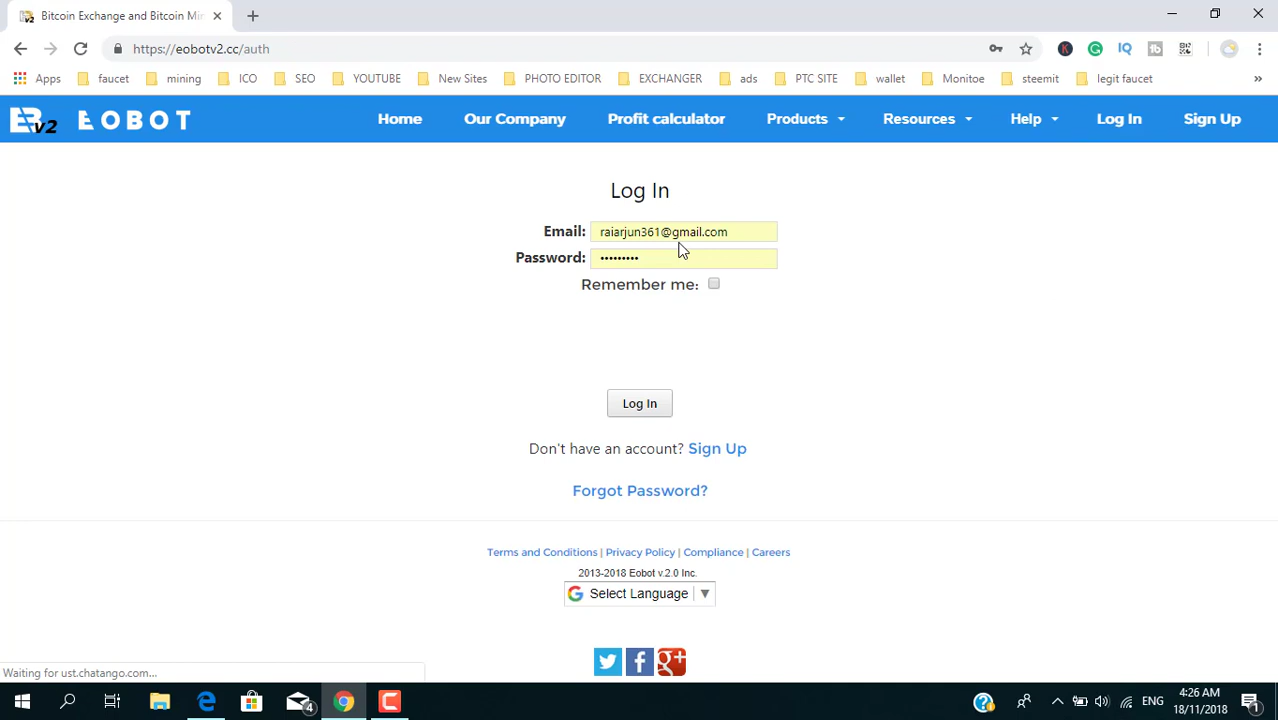 Bitcoin Exchange and Bitcoin Mi
https://eobotv2.cc/auth
Apps faucet mining ICO SEO YOUTUBE New Sites PHOTO EDITOR EXCHANGER ads PTC SITE wallet Monitoe steemit legit faucet »
v2 EOBOT Home Our Company Profit calculator Products Resources Help Log In Sign Up
Log In
Email: raiarjun361@gmail.com
Password: •••••••••
Remember me:
Log In
Don't have an account? Sign Up
Forgot Password?
Terms and Conditions | Privacy Policy | Compliance | Careers
2013-2018 Eobot v.2.0 Inc.
G Select Language ▼
Waiting for ust.chatango.com...
4 ENG 4:26 AM 1
18/11/2018